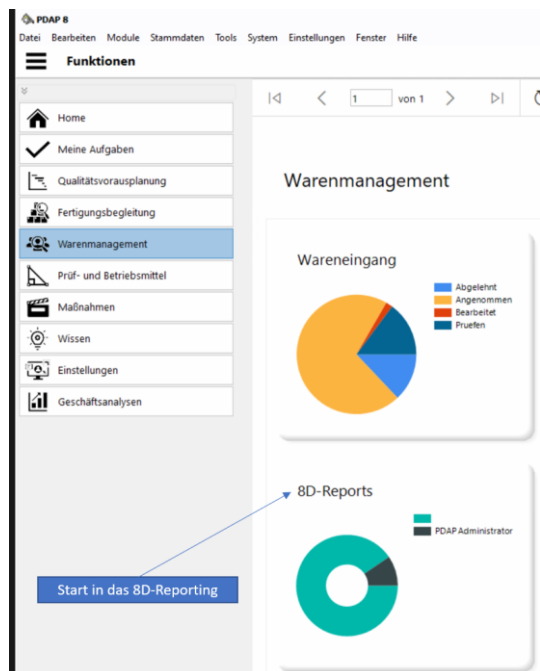 PDAP 8
Datei Bearbeiten Module Stammdaten Tools System Einstellungen Fenster Hilfe
Funktionen
1 von 1
Home
Meine Aufgaben
Qualitätsvorausplanung
Fertigungsbegleitung
Warenmanagement
Prüf- und Betriebsmittel
Maßnahmen
Wissen
Einstellungen
Geschäftsanalysen
Warenmanagement
Wareneingang
Abgelehnt
Angenommen
Bearbeitet
Pruefen
8D-Reports
PDAP Administrator
Start in das 8D-Reporting